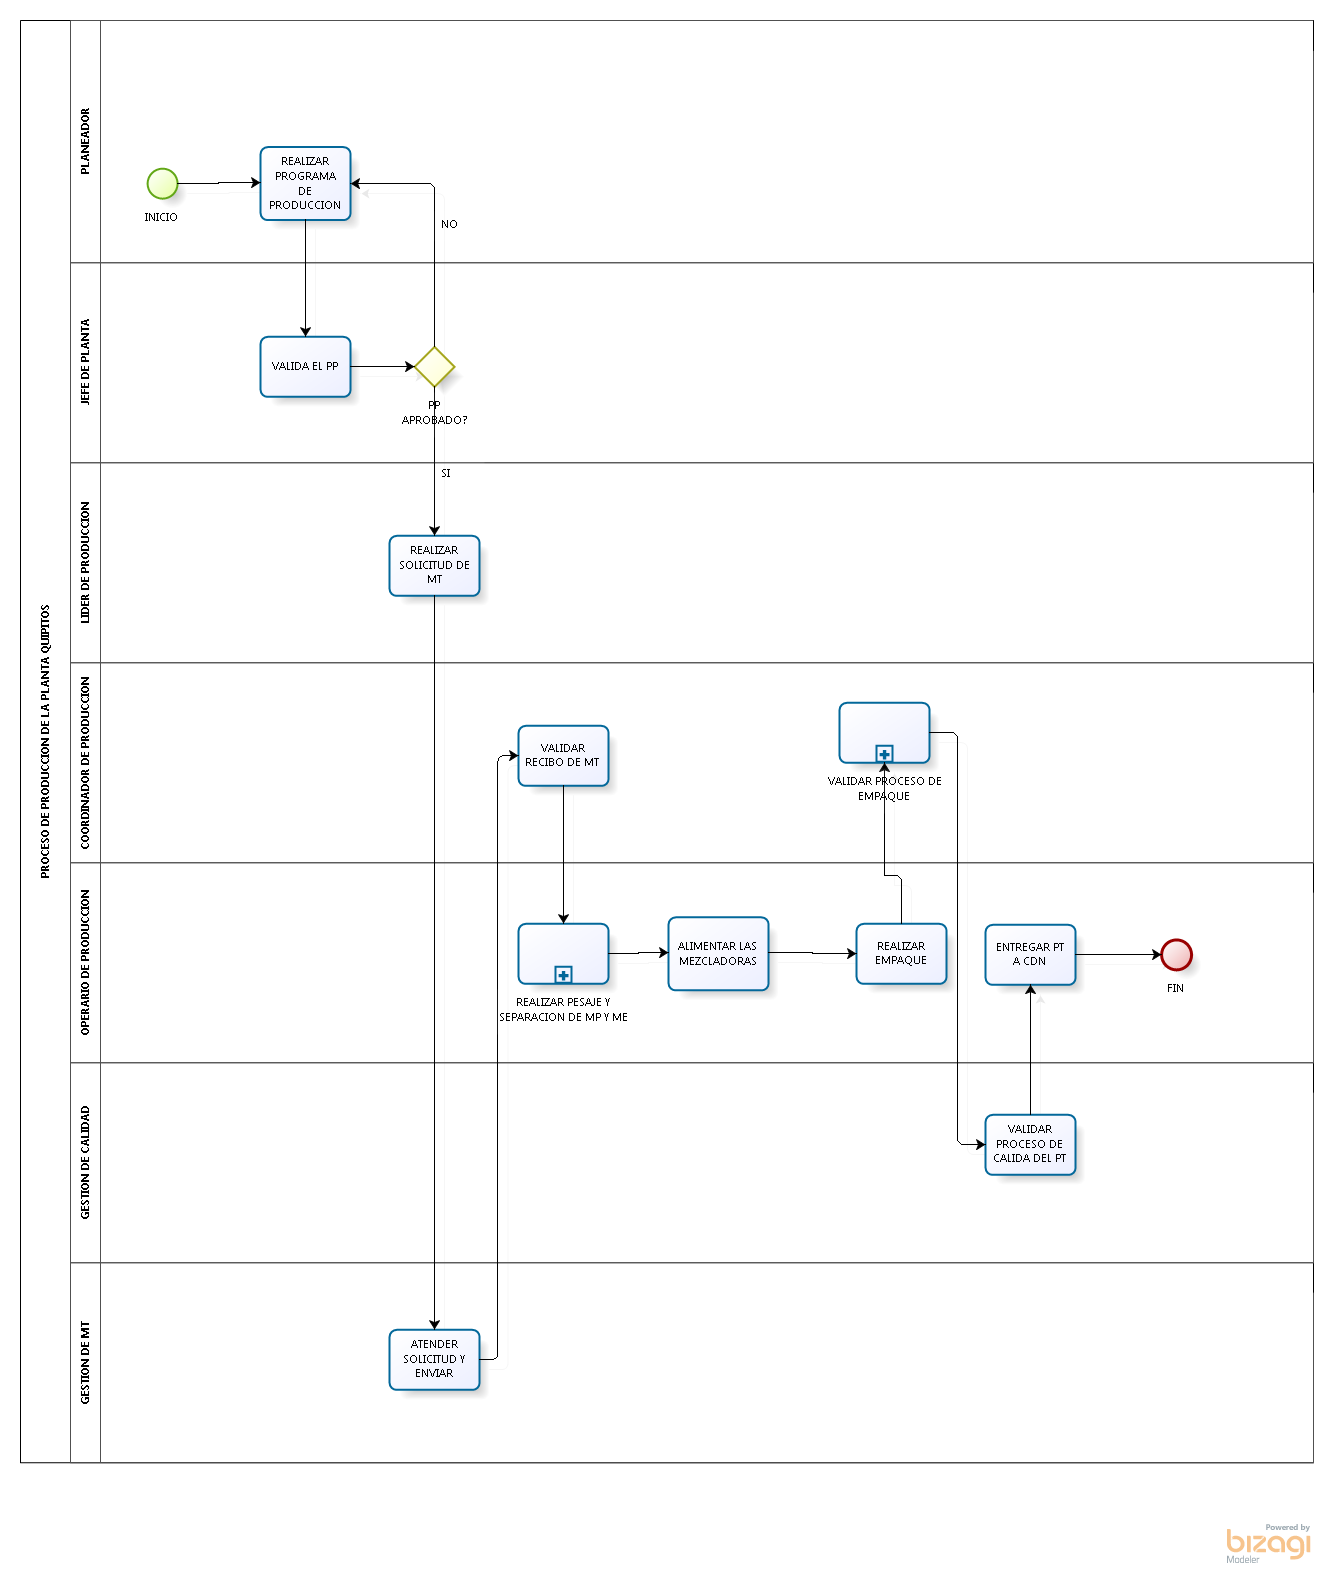 PROCESO DE PRODUCCION DE LA PLANTA QUIPITOS
PLANEADOR
INICIO
REALIZAR
PROGRAMA
DE
PRODUCCION
NO
JEFE DE PLANTA
VALIDA EL PP
PP
APROBADO?
SI
LIDER DE PRODUCCION
REALIZAR
SOLICITUD DE
MT
COORDINADOR DE PRODUCCION
VALIDAR
RECIBO DE MT
VALIDAR PROCESO DE
EMPAQUE
OPERARIO DE PRODUCCION
REALIZAR PESAJE Y
SEPARACION DE MP Y ME
ALIMENTAR LAS
MEZCLADORAS
REALIZAR
EMPAQUE
ENTREGAR PT
A CDN
FIN
GESTION DE CALIDAD
VALIDAR
PROCESO DE
CALIDA DEL PT
GESTION DE MT
ATENDER
SOLICITUD Y
ENVIAR
Powered by
bizagi
Modeler